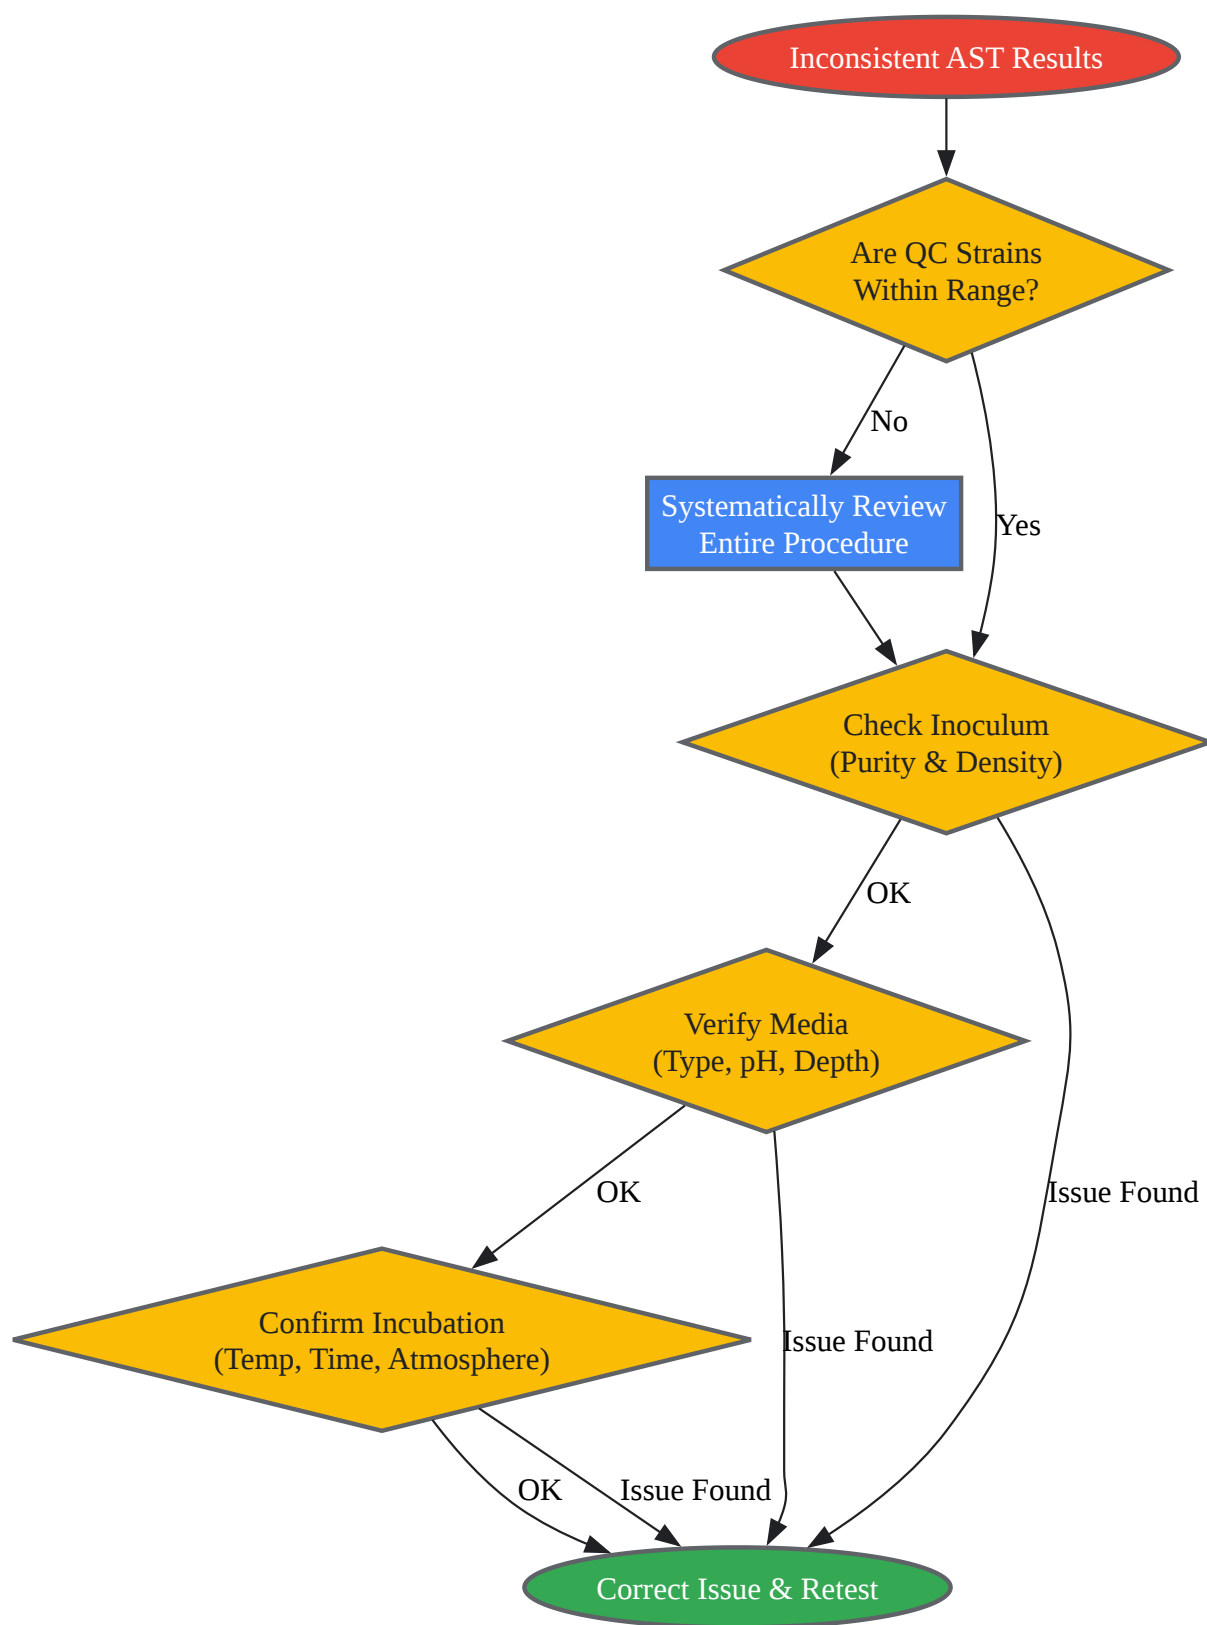 Inconsistent AST Results
Are QC Strains
Within Range?
No
Systematically Review
Entire Procedure
Yes
Check Inoculum
(Purity & Density)
OK
Verify Media
(Type, pH, Depth)
OK
Issue Found
Confirm Incubation
(Temp, Time, Atmosphere)
Issue Found
OK
Issue Found
Correct Issue & Retest